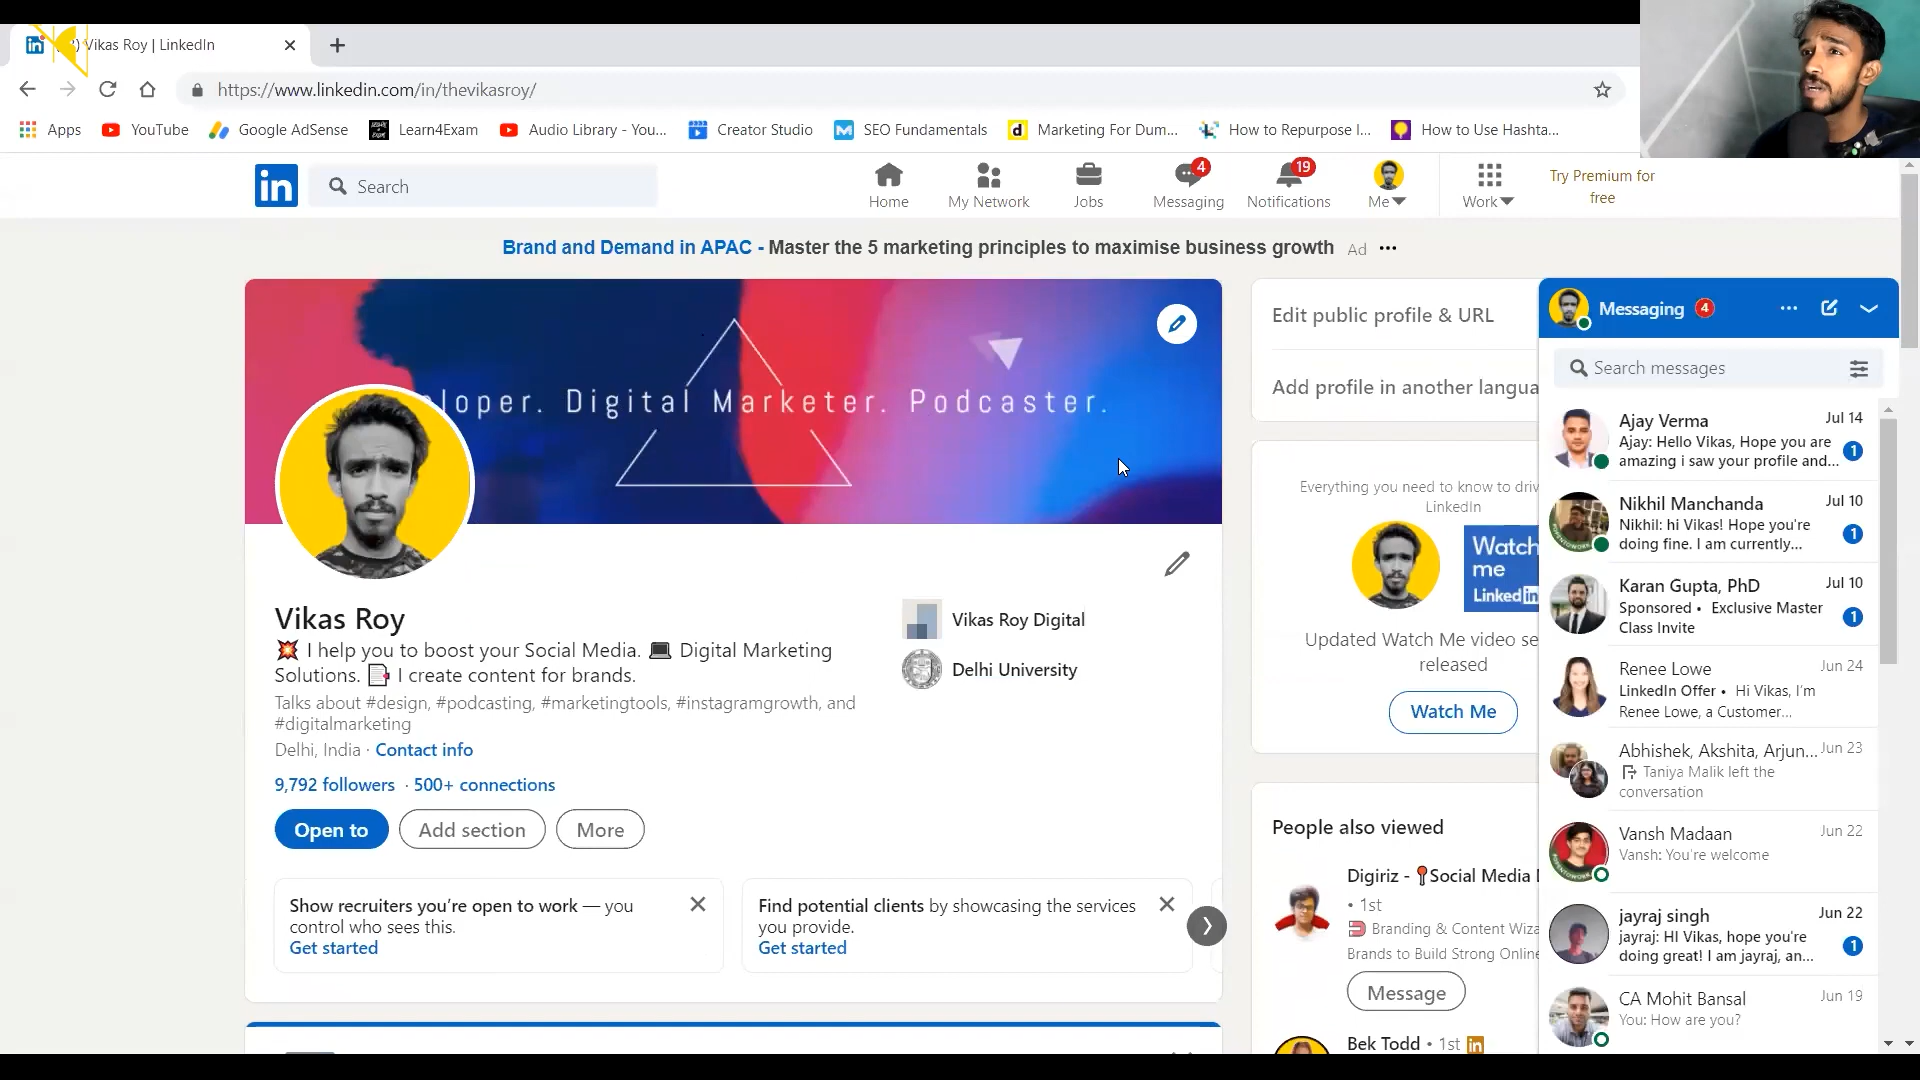 Vikas Roy | LinkedIn
https://www.linkedin.com/in/thevikasroy/
Apps
YouTube
Google AdSense
Learn4Exam
Audio Library - You...
Creator Studio
SEO Fundamentals
Marketing For Dum...
How to Repurpose I...
How to Use Hashta...
in
Search
Home
My Network
Jobs
4
Messaging
19
Notifications
Me
Work
Try Premium for
free
Brand and Demand in APAC - Master the 5 marketing principles to maximise business growth Ad
loper. Digital Marketer. Podcaster.
Vikas Roy
I help you to boost your Social Media. Digital Marketing
Solutions. I create content for brands.
Talks about #design, #podcasting, #marketingtools, #instagramgrowth, and
#digitalmarketing
Delhi, India · Contact info
9,792 followers · 500+ connections
Open to
Add section
More
Vikas Roy Digital
Delhi University
Show recruiters you're open to work — you
control who sees this.
Get started
Find potential clients by showcasing the services
you provide.
Get started
Edit public profile & URL
Add profile in another langua
Everything you need to know to driv
LinkedIn
Watch
me
Linked in
Updated Watch Me video se
released
Watch Me
People also viewed
Digiriz - Social Media
• 1st
Branding & Content Wiza
Brands to Build Strong Online
Message
Bek Todd • 1st in
Messaging 4
Search messages
Ajay Verma Jul 14
Ajay: Hello Vikas, Hope you are
amazing i saw your profile and... 1
Nikhil Manchanda Jul 10
Nikhil: hi Vikas! Hope you're
doing fine. I am currently... 1
Karan Gupta, PhD Jul 10
Sponsored • Exclusive Master
Class Invite 1
Renee Lowe Jun 24
LinkedIn Offer • Hi Vikas, I'm
Renee Lowe, a Customer...
Abhishek, Akshita, Arjun... Jun 23
Taniya Malik left the
conversation
Vansh Madaan Jun 22
Vansh: You're welcome
jayraj singh Jun 22
jayraj: HI Vikas, hope you're
doing great! I am jayraj, an... 1
CA Mohit Bansal Jun 19
You: How are you?